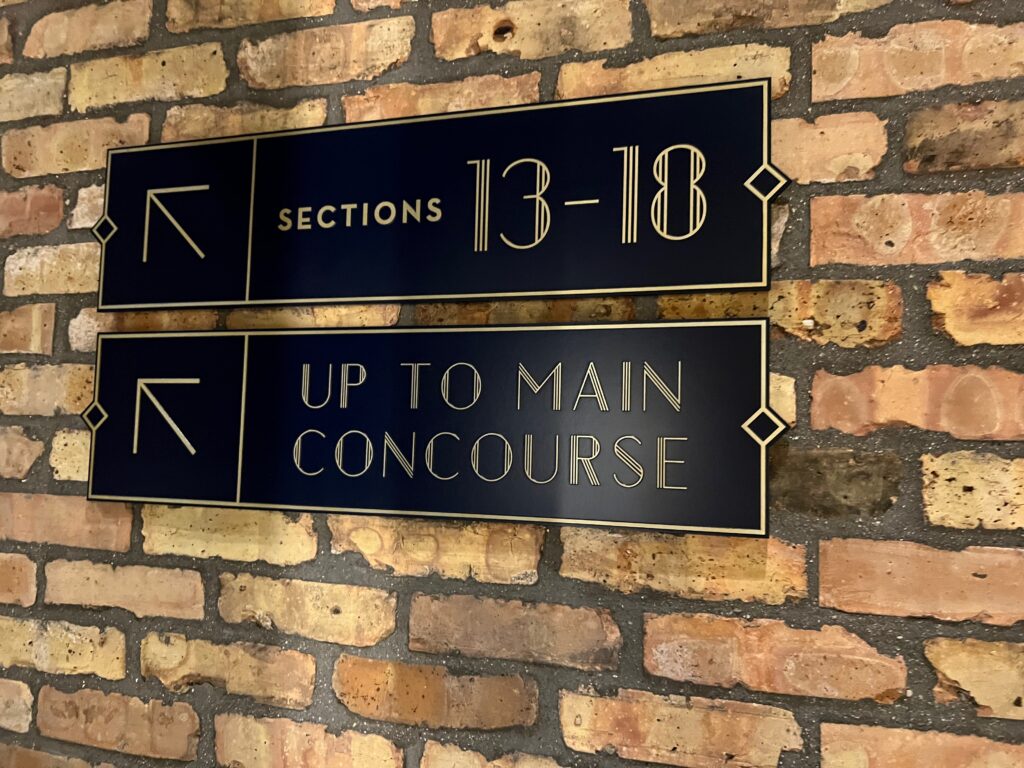 SECTIONS 13-18
UP TO MAIN
CONCOURSE